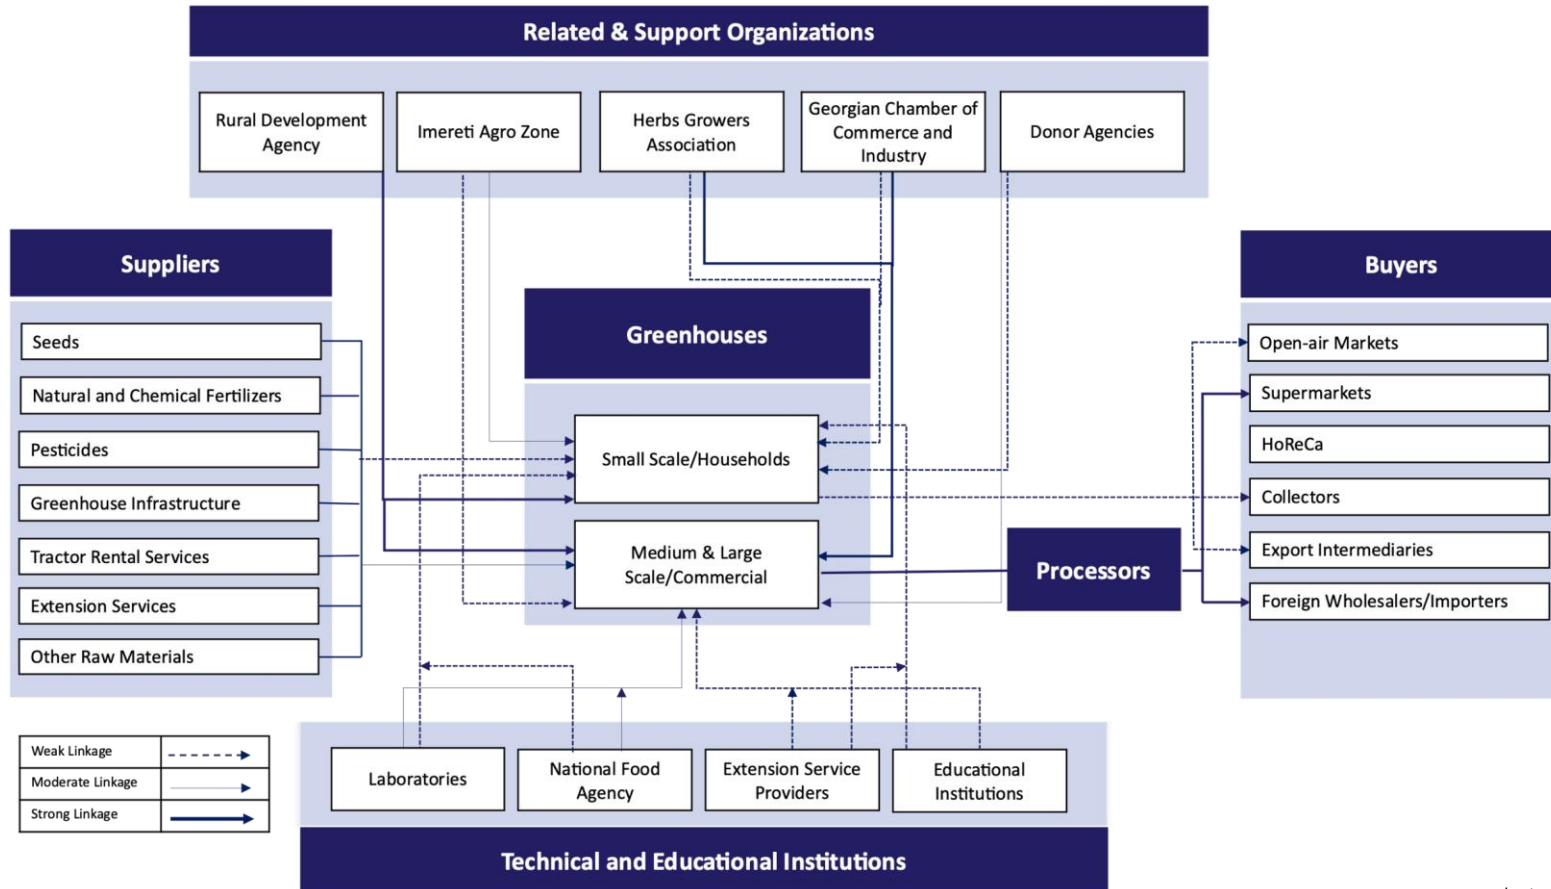 Related & Support Organizations
Rural Development
Agency
Imereti Agro Zone
Herbs Growers
Association
Georgian Chamber of
Commerce and
Industry
Donor Agencies
Suppliers
Seeds
Natural and Chemical Fertilizers
Pesticides
Greenhouse Infrastructure
Tractor Rental Services
Extension Services
Other Raw Materials
Greenhouses
Small Scale/Households
Medium & Large
Scale/Commercial
Processors
Buyers
Open-air Markets
Supermarkets
HoReCa
Collectors
Export Intermediaries
Foreign Wholesalers/Importers
Weak Linkage
Moderate Linkage
Strong Linkage
Laboratories
National Food
Agency
Extension Service
Providers
Educational
Institutions
Technical and Educational Institutions